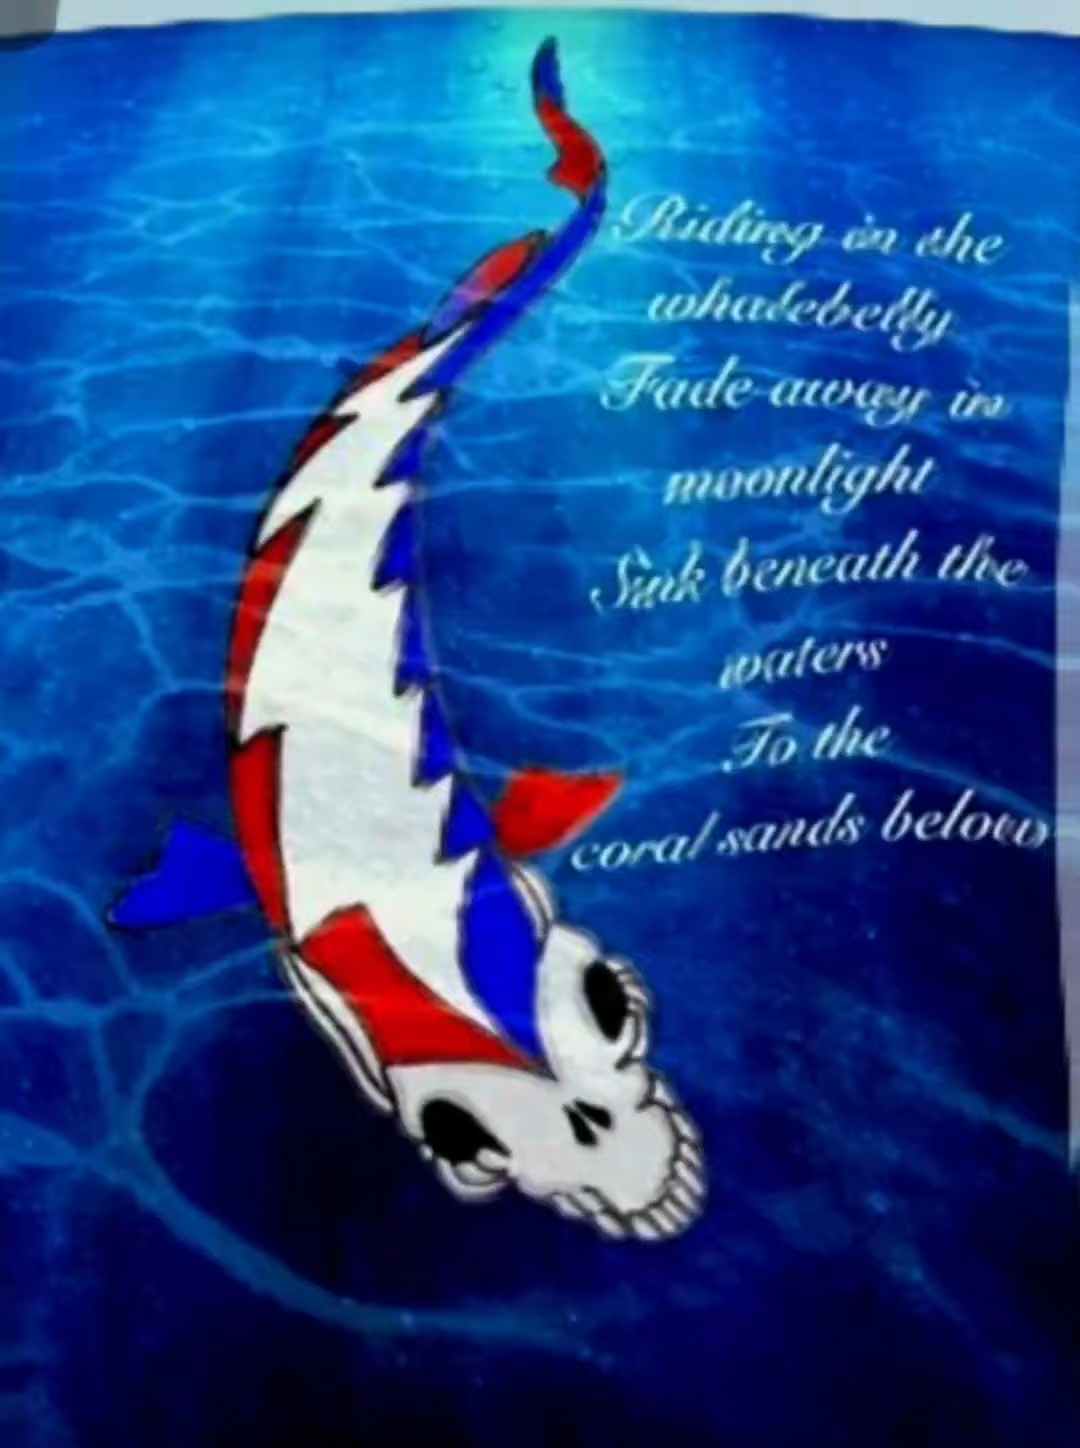 Riding in the
whalebelly
Fade away in
moonlight
Sink beneath the
waters
To the
coral sands below